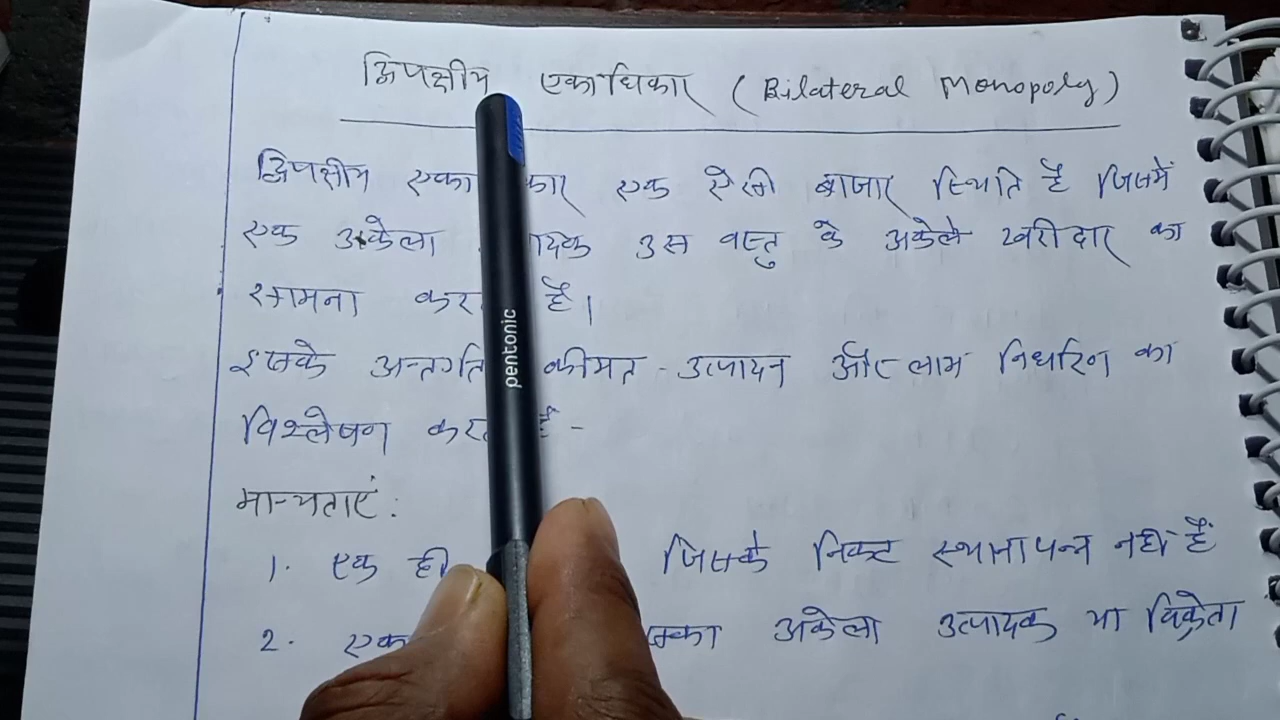 द्विपक्षीय एकाधिकार (Bilateral Monopoly)
द्विपक्षीय एका कार एक ऐसी बाजार स्थिति है जिसमें
एक अकेला उस वस्तु के अकेले खरीदार का
सामना कर है।
इसके अन्तर्गत कीमत - उत्पादन और लाभ निर्धारण का
विश्लेषण कर हैं -
मान्यताएं :
1. एक ही जिसके निकट स्थानापन्न नहीं हैं
2. एक अकेला उत्पादक या विक्रेता
pentonic